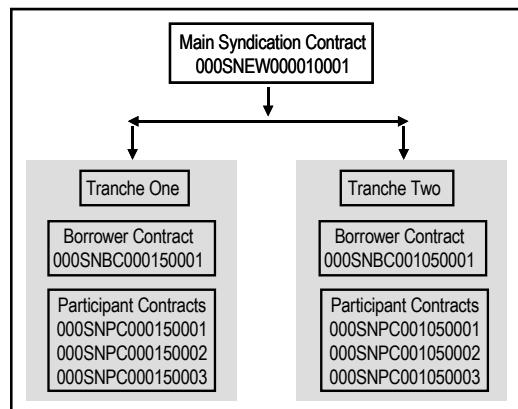 Main Syndication Contract
000SNEW000010001
Tranche One
Borrower Contract
000SNBC000150001
Participant Contracts
000SNPC000150001
000SNPC000150002
000SNPC000150003
Tranche Two
Borrower Contract
000SNBC001050001
Participant Contracts
000SNPC001050001
000SNPC001050002
000SNPC001050003